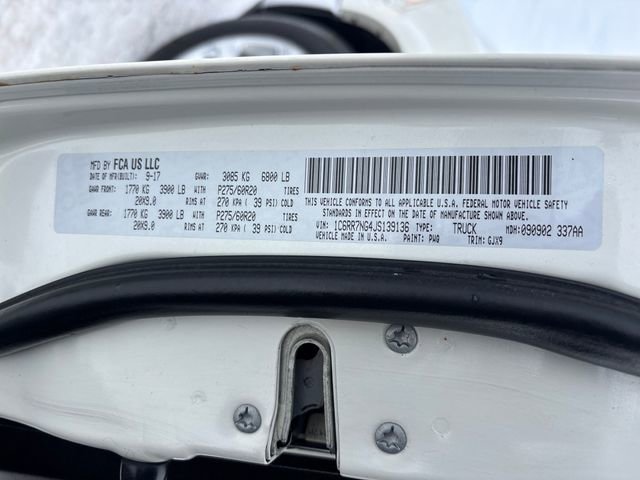 MFD BY FCA US LLC
DATE OF MFR(BUILT): 9-17 GVWR: 3085 KG 6800 LB
GAWR FRONT: 1770 KG 3900 LB WITH P275/60R20 TIRES
20X9.0 RIMS AT 270 KPA ( 39 PSI) COLD
GAWR REAR: 1770 KG 3900 LB WITH P275/60R20 TIRES
20X9.0 RIMS AT 270 KPA ( 39 PSI) COLD
THIS VEHICLE CONFORMS TO ALL APPLICABLE U.S.A. FEDERAL MOTOR VEHICLE SAFETY
STANDARDS IN EFFECT ON THE DATE OF MANUFACTURE SHOWN ABOVE.
VIN: 1C6RR7NG4JS139136 TYPE: TRUCK MDH: 090902 337AA
VEHICLE MADE IN U.S.A. PAINT: PW6 TRIM: GJX9